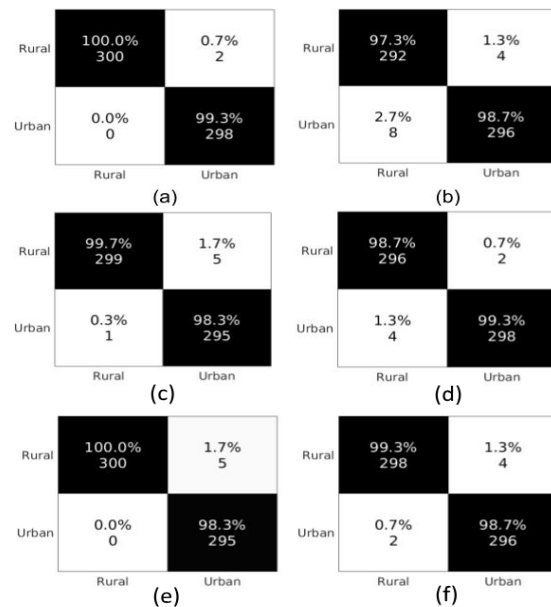 Rural 100.0% 0.7%
300 2
Urban 0.0% 99.3%
0 298
Rural Urban
(a)
Rural 97.3% 1.3%
292 4
Urban 2.7% 98.7%
8 296
Rural Urban
(b)
Rural 99.7% 1.7%
299 5
Urban 0.3% 98.3%
1 295
Rural Urban
(c)
Rural 98.7% 0.7%
296 2
Urban 1.3% 99.3%
4 298
Rural Urban
(d)
Rural 100.0% 1.7%
300 5
Urban 0.0% 98.3%
0 295
Rural Urban
(e)
Rural 99.3% 1.3%
298 4
Urban 0.7% 98.7%
2 296
Rural Urban
(f)